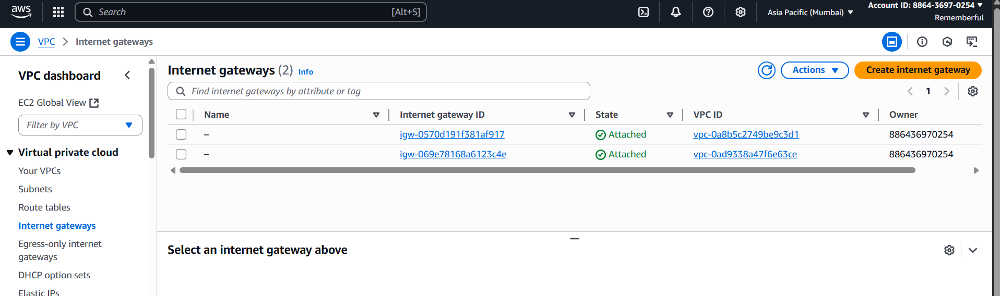 aws
Search [Alt+S]
Asia Pacific (Mumbai)
Account ID: 8864-3697-0254
Rememberful
VPC > Internet gateways
VPC dashboard
EC2 Global View
Filter by VPC
Virtual private cloud
Your VPCs
Subnets
Route tables
Internet gateways
Egress-only internet
gateways
DHCP option sets
Elastic IPs
Internet gateways (2) Info
Actions
Create internet gateway
Find internet gateways by attribute or tag
1
Name Internet gateway ID State VPC ID Owner
– igw-0570d191f381af917 Attached vpc-0a8b5c2749be9c3d1 886436970254
– igw-069e78168a6123c4e Attached vpc-0ad9338a47f6e63ce 886436970254
Select an internet gateway above